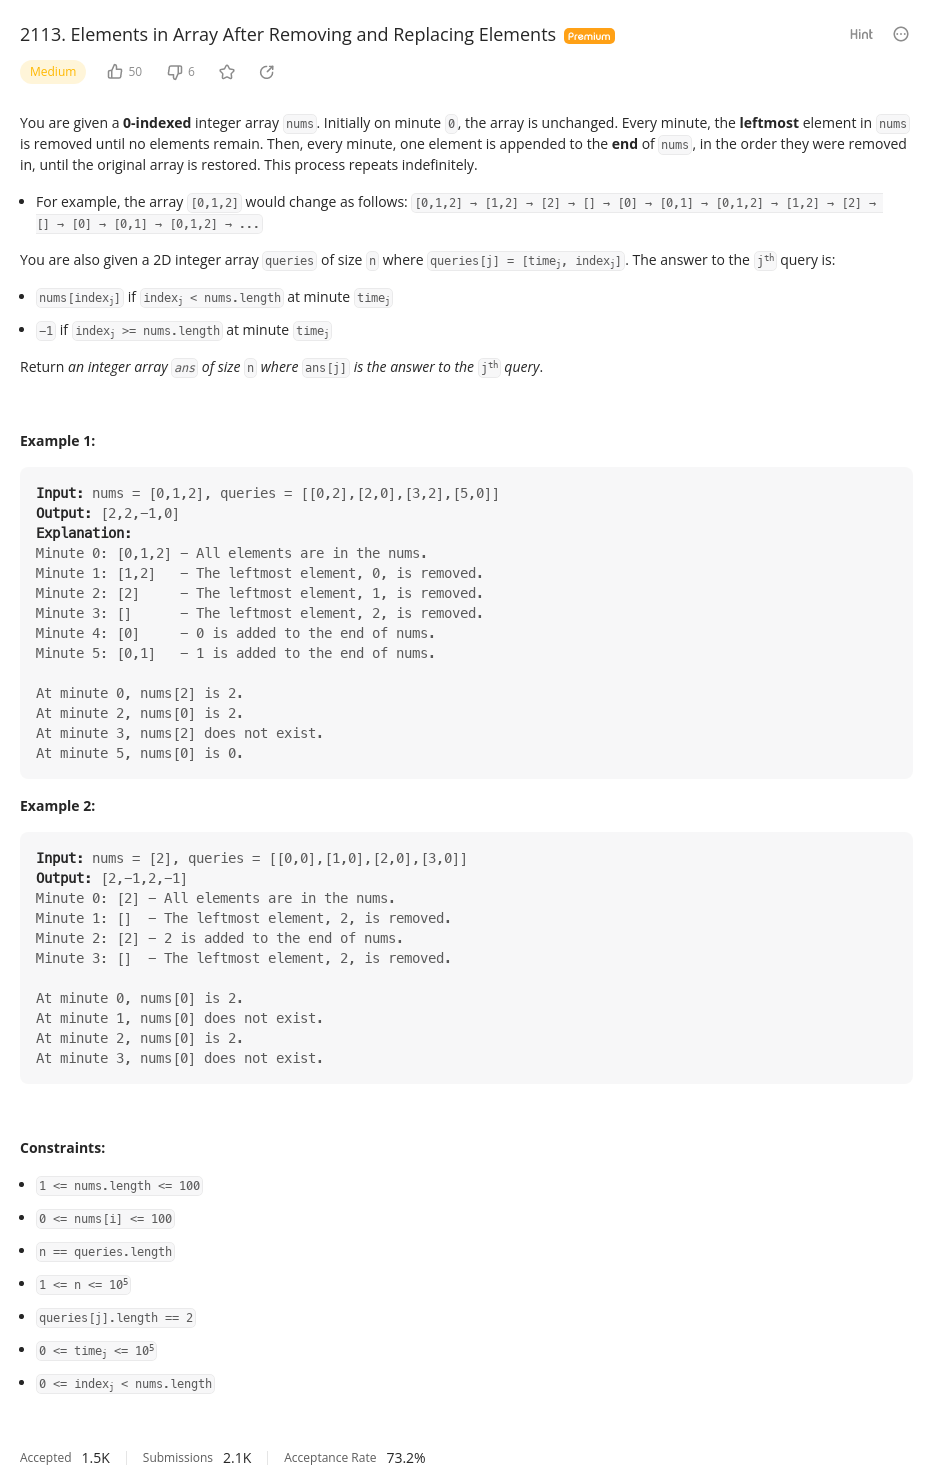 2113. Elements in Array After Removing and Replacing Elements Premium Hint
Medium 50 6
You are given a 0-indexed integer array nums. Initially on minute 0, the array is unchanged. Every minute, the leftmost element in nums
is removed until no elements remain. Then, every minute, one element is appended to the end of nums, in the order they were removed
in, until the original array is restored. This process repeats indefinitely.
• For example, the array [0,1,2] would change as follows: [0,1,2] → [1,2] → [2] → [] → [0] → [0,1] → [0,1,2] → [1,2] → [2] →
[] → [0] → [0,1] → [0,1,2] → ...
You are also given a 2D integer array queries of size n where queries[j] = [timej, indexj]. The answer to the jth query is:
• nums[indexj] if indexj < nums.length at minute timej
• −1 if indexj >= nums.length at minute timej
Return an integer array ans of size n where ans[j] is the answer to the jth query.
Example 1:
Input: nums = [0,1,2], queries = [[0,2],[2,0],[3,2],[5,0]]
Output: [2,2,−1,0]
Explanation:
Minute 0: [0,1,2] − All elements are in the nums.
Minute 1: [1,2] − The leftmost element, 0, is removed.
Minute 2: [2] − The leftmost element, 1, is removed.
Minute 3: [] − The leftmost element, 2, is removed.
Minute 4: [0] − 0 is added to the end of nums.
Minute 5: [0,1] − 1 is added to the end of nums.
At minute 0, nums[2] is 2.
At minute 2, nums[0] is 2.
At minute 3, nums[2] does not exist.
At minute 5, nums[0] is 0.
Example 2:
Input: nums = [2], queries = [[0,0],[1,0],[2,0],[3,0]]
Output: [2,−1,2,−1]
Minute 0: [2] − All elements are in the nums.
Minute 1: [] − The leftmost element, 2, is removed.
Minute 2: [2] − 2 is added to the end of nums.
Minute 3: [] − The leftmost element, 2, is removed.
At minute 0, nums[0] is 2.
At minute 1, nums[0] does not exist.
At minute 2, nums[0] is 2.
At minute 3, nums[0] does not exist.
Constraints:
• 1 <= nums.length <= 100
• 0 <= nums[i] <= 100
• n == queries.length
• 1 <= n <= 10⁵
• queries[j].length == 2
• 0 <= timej <= 10⁵
• 0 <= indexj < nums.length
Accepted 1.5K Submissions 2.1K Acceptance Rate 73.2%